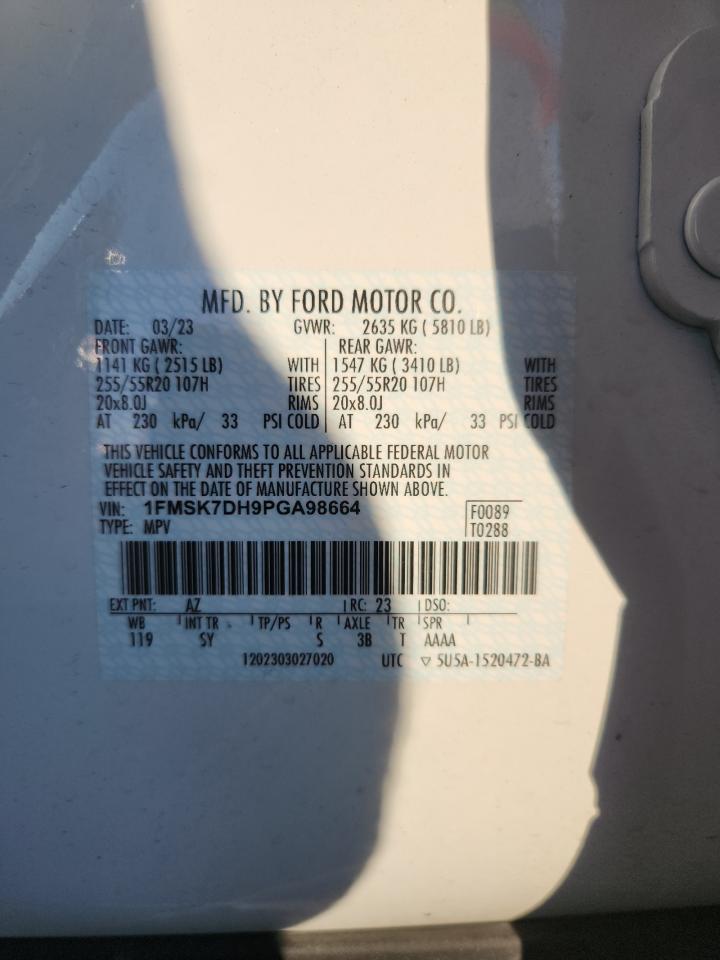 MFD. BY FORD MOTOR CO.
DATE: 03/23 GVWR: 2635 KG ( 5810 LB)
FRONT GAWR: REAR GAWR:
1141 KG ( 2515 LB) WITH 1547 KG ( 3410 LB) WITH
255/55R20 107H TIRES 255/55R20 107H TIRES
20x8.0J RIMS 20x8.0J RIMS
AT 230 kPa/ 33 PSI COLD AT 230 kPa/ 33 PSI COLD
THIS VEHICLE CONFORMS TO ALL APPLICABLE FEDERAL MOTOR
VEHICLE SAFETY AND THEFT PREVENTION STANDARDS IN
EFFECT ON THE DATE OF MANUFACTURE SHOWN ABOVE.
VIN: 1FMSK7DH9PGA98664 F0089
TYPE: MPV T0288
EXT PNT: AZ RC: 23 DSO:
WB INT TR TP/PS R AXLE TR SPR
119 SY S 3B T AAAA
1202303027020 UTC ▽ 5U5A-1520472-BA